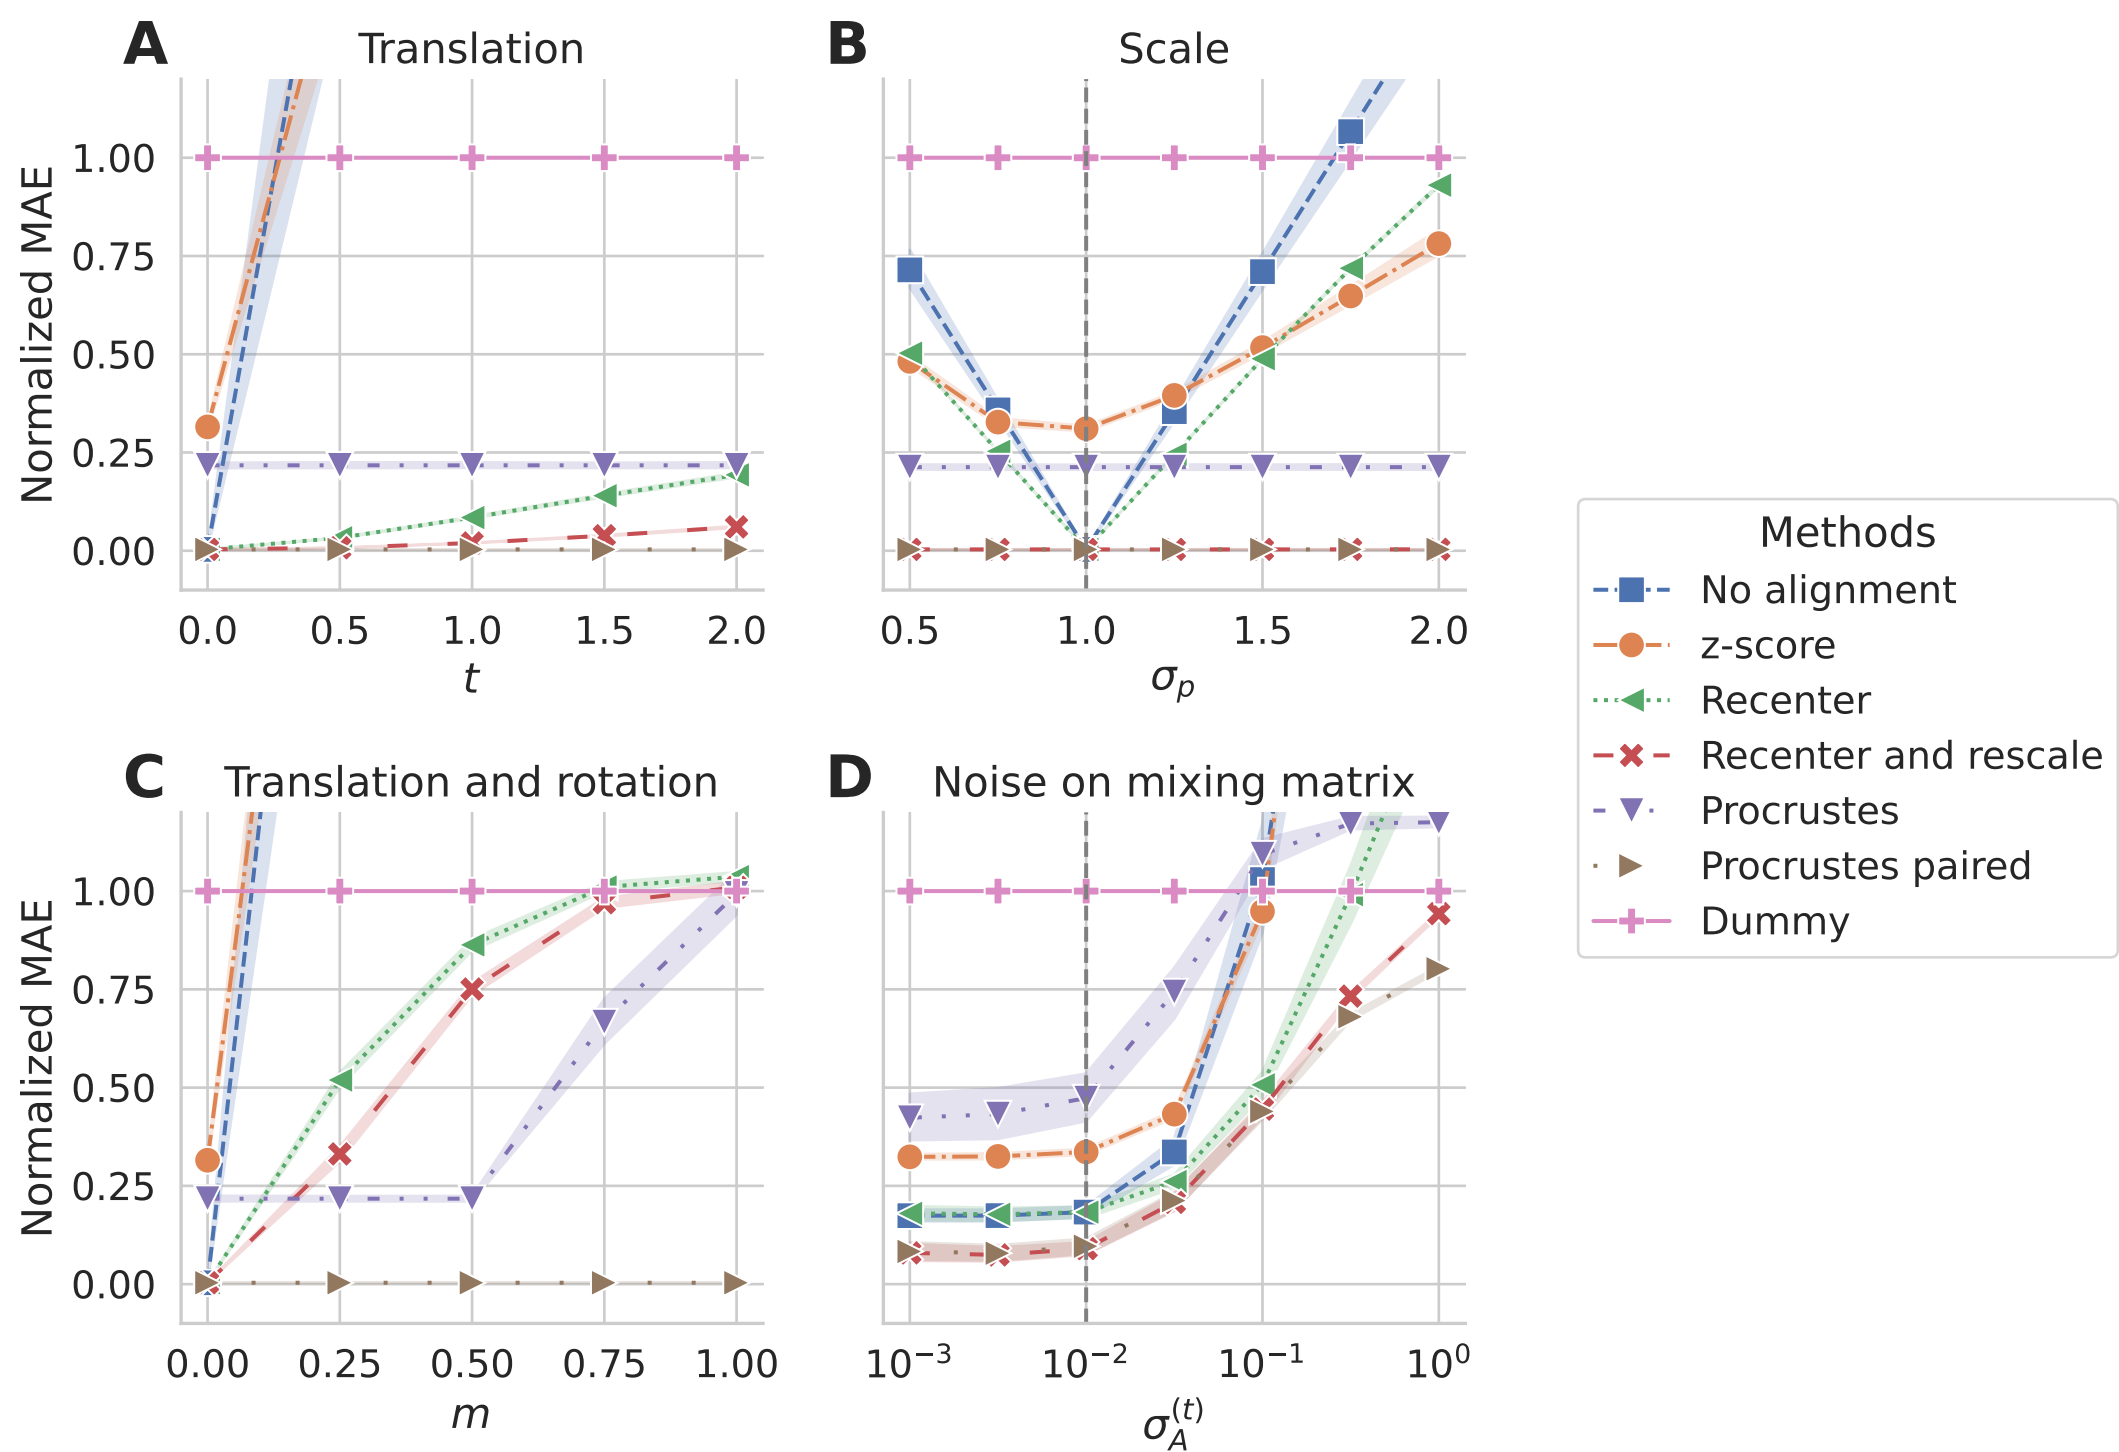 A Translation
Normalized MAE
1.00
0.75
0.50
0.25
0.00
0.0 0.5 1.0 1.5 2.0
t
B Scale
0.5 1.0 1.5 2.0
σ_p
C Translation and rotation
Normalized MAE
1.00
0.75
0.50
0.25
0.00
0.00 0.25 0.50 0.75 1.00
m
D Noise on mixing matrix
10⁻³ 10⁻² 10⁻¹ 10⁰
σ_A^(t)
Methods
No alignment
z-score
Recenter
Recenter and rescale
Procrustes
Procrustes paired
Dummy